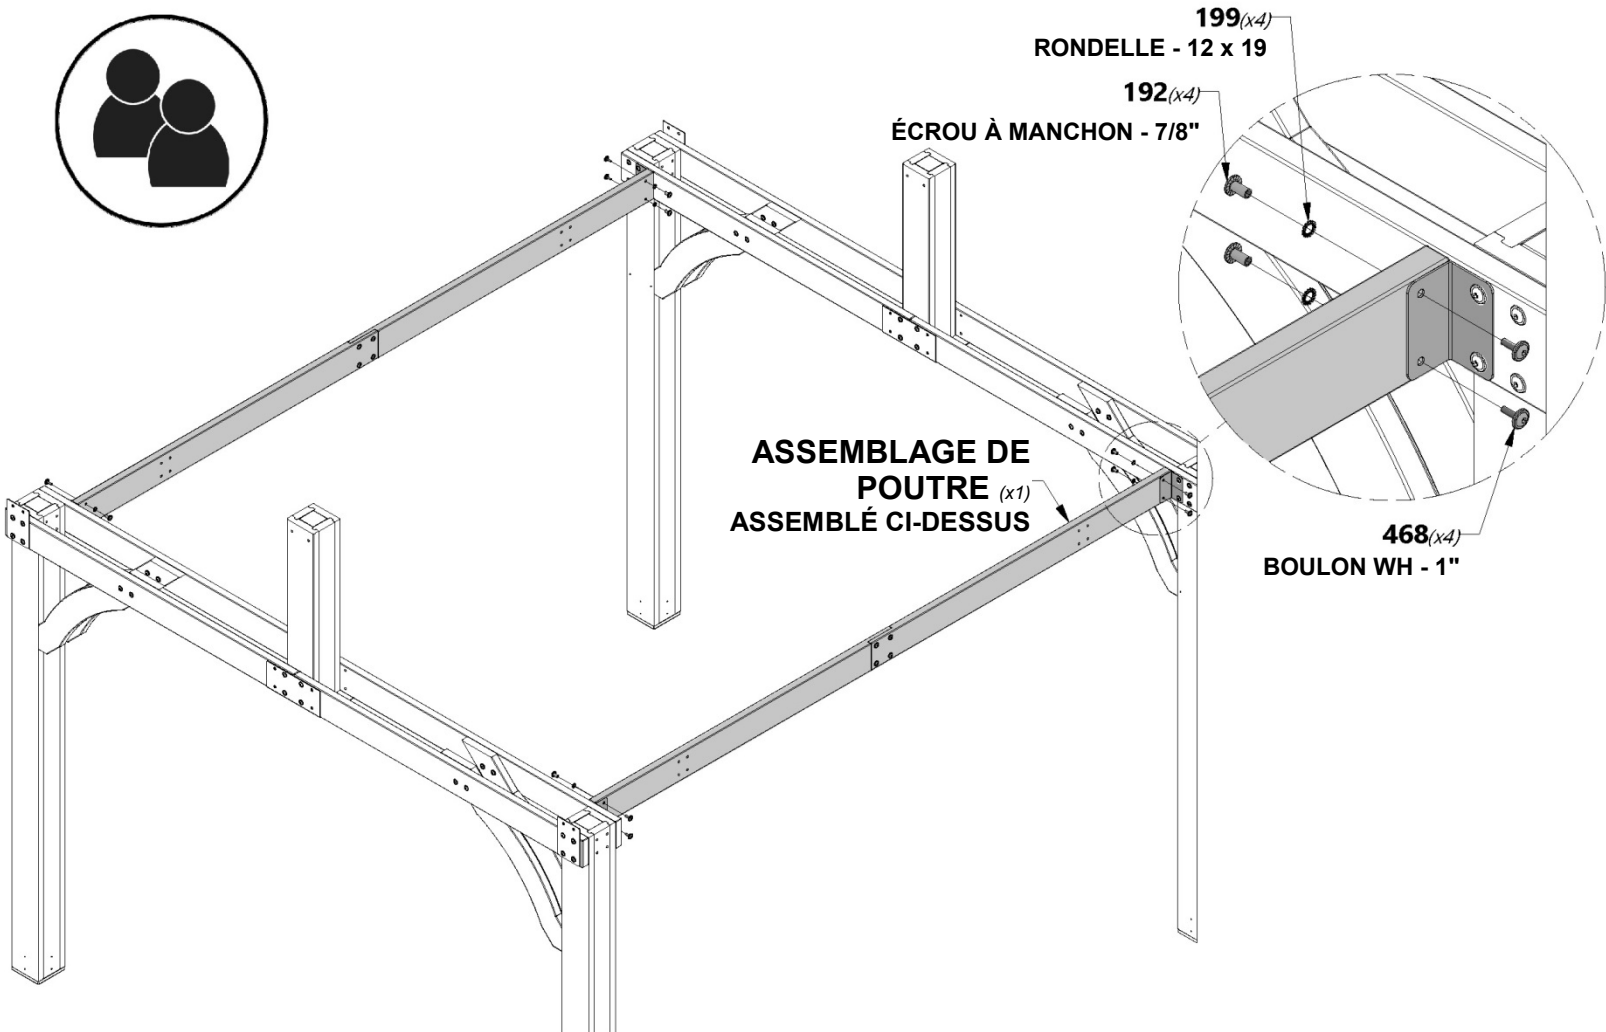 199(x4)
RONDELLE - 12 x 19
192(x4)
ÉCROU À MANCHON - 7/8"
ASSEMBLAGE DE
POUTRE (x1)
ASSEMBLÉ CI-DESSUS
468(x4)
BOULON WH - 1"